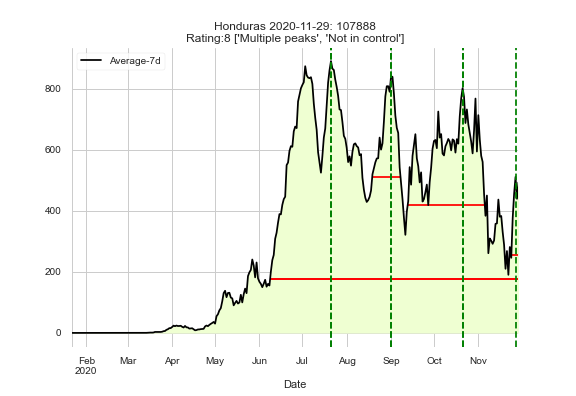 Honduras 2020-11-29: 107888
Rating:8 ['Multiple peaks', 'Not in control']
Average-7d
800
600
400
200
0
Feb Mar Apr May Jun Jul Aug Sep Oct Nov
2020
Date